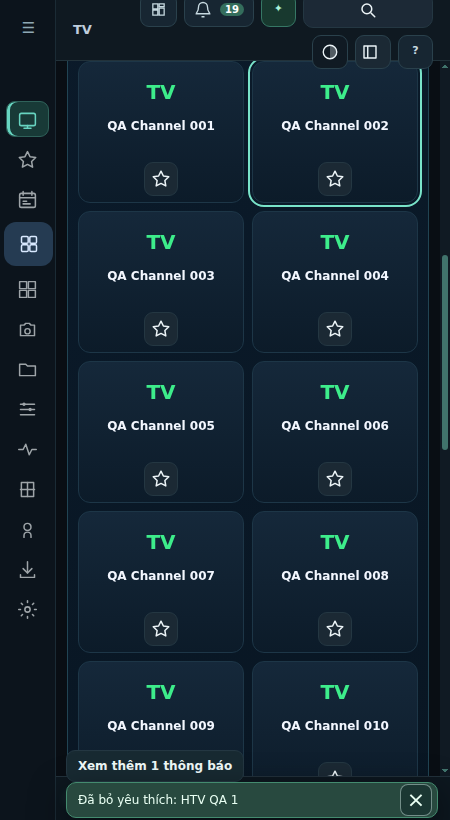 19
TV
?
TV
TV
QA Channel 001
QA Channel 002
TV
TV
QA Channel 003
QA Channel 004
TV
TV
QA Channel 005
QA Channel 006
TV
TV
QA Channel 007
QA Channel 008
TV
TV
QA Channel 009
QA Channel 010
Xem thêm 1 thông báo
Đã bỏ yêu thích: HTV QA 1